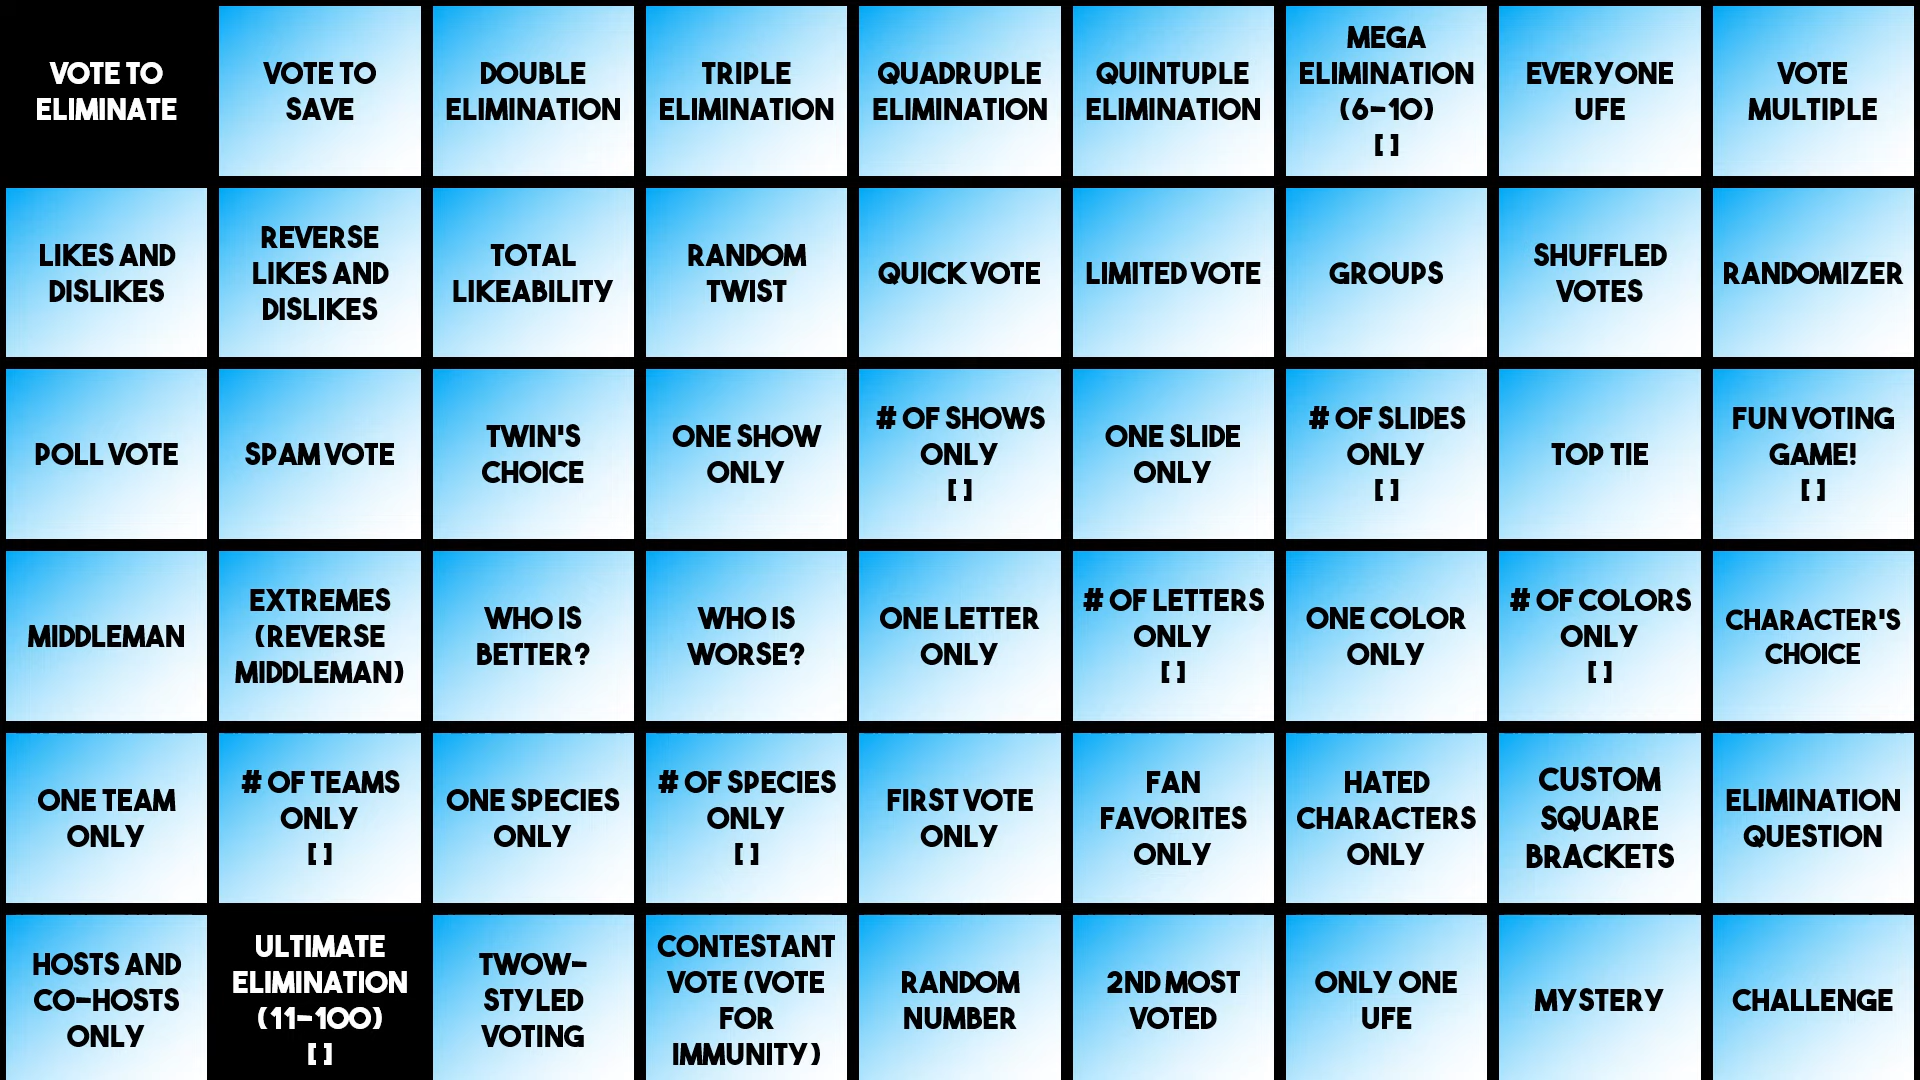 VOTE TO
ELIMINATE
VOTE TO
SAVE
DOUBLE
ELIMINATION
TRIPLE
ELIMINATION
QUADRUPLE
ELIMINATION
QUINTUPLE
ELIMINATION
MEGA
ELIMINATION
(6-10)
[ ]
EVERYONE
UFE
VOTE
MULTIPLE
LIKES AND
DISLIKES
REVERSE
LIKES AND
DISLIKES
TOTAL
LIKEABILITY
RANDOM
TWIST
QUICK VOTE
LIMITED VOTE
GROUPS
SHUFFLED
VOTES
RANDOMIZER
POLL VOTE
SPAM VOTE
TWIN'S
CHOICE
ONE SHOW
ONLY
# OF SHOWS
ONLY
[ ]
ONE SLIDE
ONLY
# OF SLIDES
ONLY
[ ]
TOP TIE
FUN VOTING
GAME!
[ ]
MIDDLEMAN
EXTREMES
(REVERSE
MIDDLEMAN)
WHO IS
BETTER?
WHO IS
WORSE?
ONE LETTER
ONLY
# OF LETTERS
ONLY
[ ]
ONE COLOR
ONLY
# OF COLORS
ONLY
[ ]
CHARACTER'S
CHOICE
ONE TEAM
ONLY
# OF TEAMS
ONLY
[ ]
ONE SPECIES
ONLY
# OF SPECIES
ONLY
[ ]
FIRST VOTE
ONLY
FAN
FAVORITES
ONLY
HATED
CHARACTERS
ONLY
CUSTOM
SQUARE
BRACKETS
ELIMINATION
QUESTION
HOSTS AND
CO-HOSTS
ONLY
ULTIMATE
ELIMINATION
(11-100)
[ ]
TWOW-
STYLED
VOTING
CONTESTANT
VOTE (VOTE
FOR
IMMUNITY)
RANDOM
NUMBER
2ND MOST
VOTED
ONLY ONE
UFE
MYSTERY
CHALLENGE